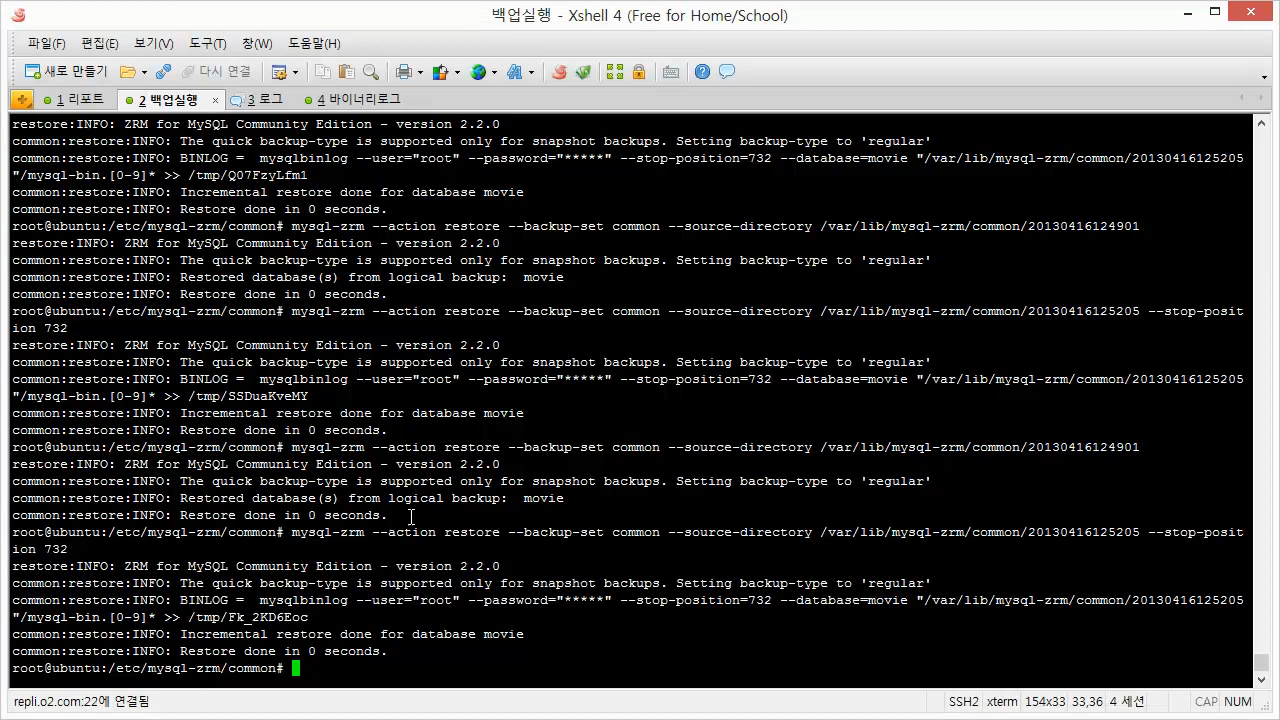 백업실행 - Xshell 4 (Free for Home/School)
파일(F) 편집(E) 보기(V) 도구(T) 창(W) 도움말(H)
새로 만들기 다시 연결
1 리포트 2 백업실행 3 로그 4 바이너리로그
restore:INFO: ZRM for MySQL Community Edition - version 2.2.0
common:restore:INFO: The quick backup-type is supported only for snapshot backups. Setting backup-type to 'regular'
common:restore:INFO: BINLOG =  mysqlbinlog --user="root" --password="*****" --stop-position=732 --database=movie "/var/lib/mysql-zrm/common/20130416125205
"/mysql-bin.[0-9]* >> /tmp/Q07FzyLfm1
common:restore:INFO: Incremental restore done for database movie
common:restore:INFO: Restore done in 0 seconds.
root@ubuntu:/etc/mysql-zrm/common# mysql-zrm --action restore --backup-set common --source-directory /var/lib/mysql-zrm/common/20130416124901
restore:INFO: ZRM for MySQL Community Edition - version 2.2.0
common:restore:INFO: The quick backup-type is supported only for snapshot backups. Setting backup-type to 'regular'
common:restore:INFO: Restored database(s) from logical backup:  movie
common:restore:INFO: Restore done in 0 seconds.
root@ubuntu:/etc/mysql-zrm/common# mysql-zrm --action restore --backup-set common --source-directory /var/lib/mysql-zrm/common/20130416125205 --stop-posit
ion 732
restore:INFO: ZRM for MySQL Community Edition - version 2.2.0
common:restore:INFO: The quick backup-type is supported only for snapshot backups. Setting backup-type to 'regular'
common:restore:INFO: BINLOG =  mysqlbinlog --user="root" --password="*****" --stop-position=732 --database=movie "/var/lib/mysql-zrm/common/20130416125205
"/mysql-bin.[0-9]* >> /tmp/SSDuaKveMY
common:restore:INFO: Incremental restore done for database movie
common:restore:INFO: Restore done in 0 seconds.
root@ubuntu:/etc/mysql-zrm/common# mysql-zrm --action restore --backup-set common --source-directory /var/lib/mysql-zrm/common/20130416124901
restore:INFO: ZRM for MySQL Community Edition - version 2.2.0
common:restore:INFO: The quick backup-type is supported only for snapshot backups. Setting backup-type to 'regular'
common:restore:INFO: Restored database(s) from logical backup:  movie
common:restore:INFO: Restore done in 0 seconds.
root@ubuntu:/etc/mysql-zrm/common# mysql-zrm --action restore --backup-set common --source-directory /var/lib/mysql-zrm/common/20130416125205 --stop-posit
ion 732
restore:INFO: ZRM for MySQL Community Edition - version 2.2.0
common:restore:INFO: The quick backup-type is supported only for snapshot backups. Setting backup-type to 'regular'
common:restore:INFO: BINLOG =  mysqlbinlog --user="root" --password="*****" --stop-position=732 --database=movie "/var/lib/mysql-zrm/common/20130416125205
"/mysql-bin.[0-9]* >> /tmp/Fk_2KD6Eoc
common:restore:INFO: Incremental restore done for database movie
common:restore:INFO: Restore done in 0 seconds.
root@ubuntu:/etc/mysql-zrm/common#
repli.o2.com:22에 연결됨 SSH2 xterm 154x33 33,36 4 세션 CAP NUM